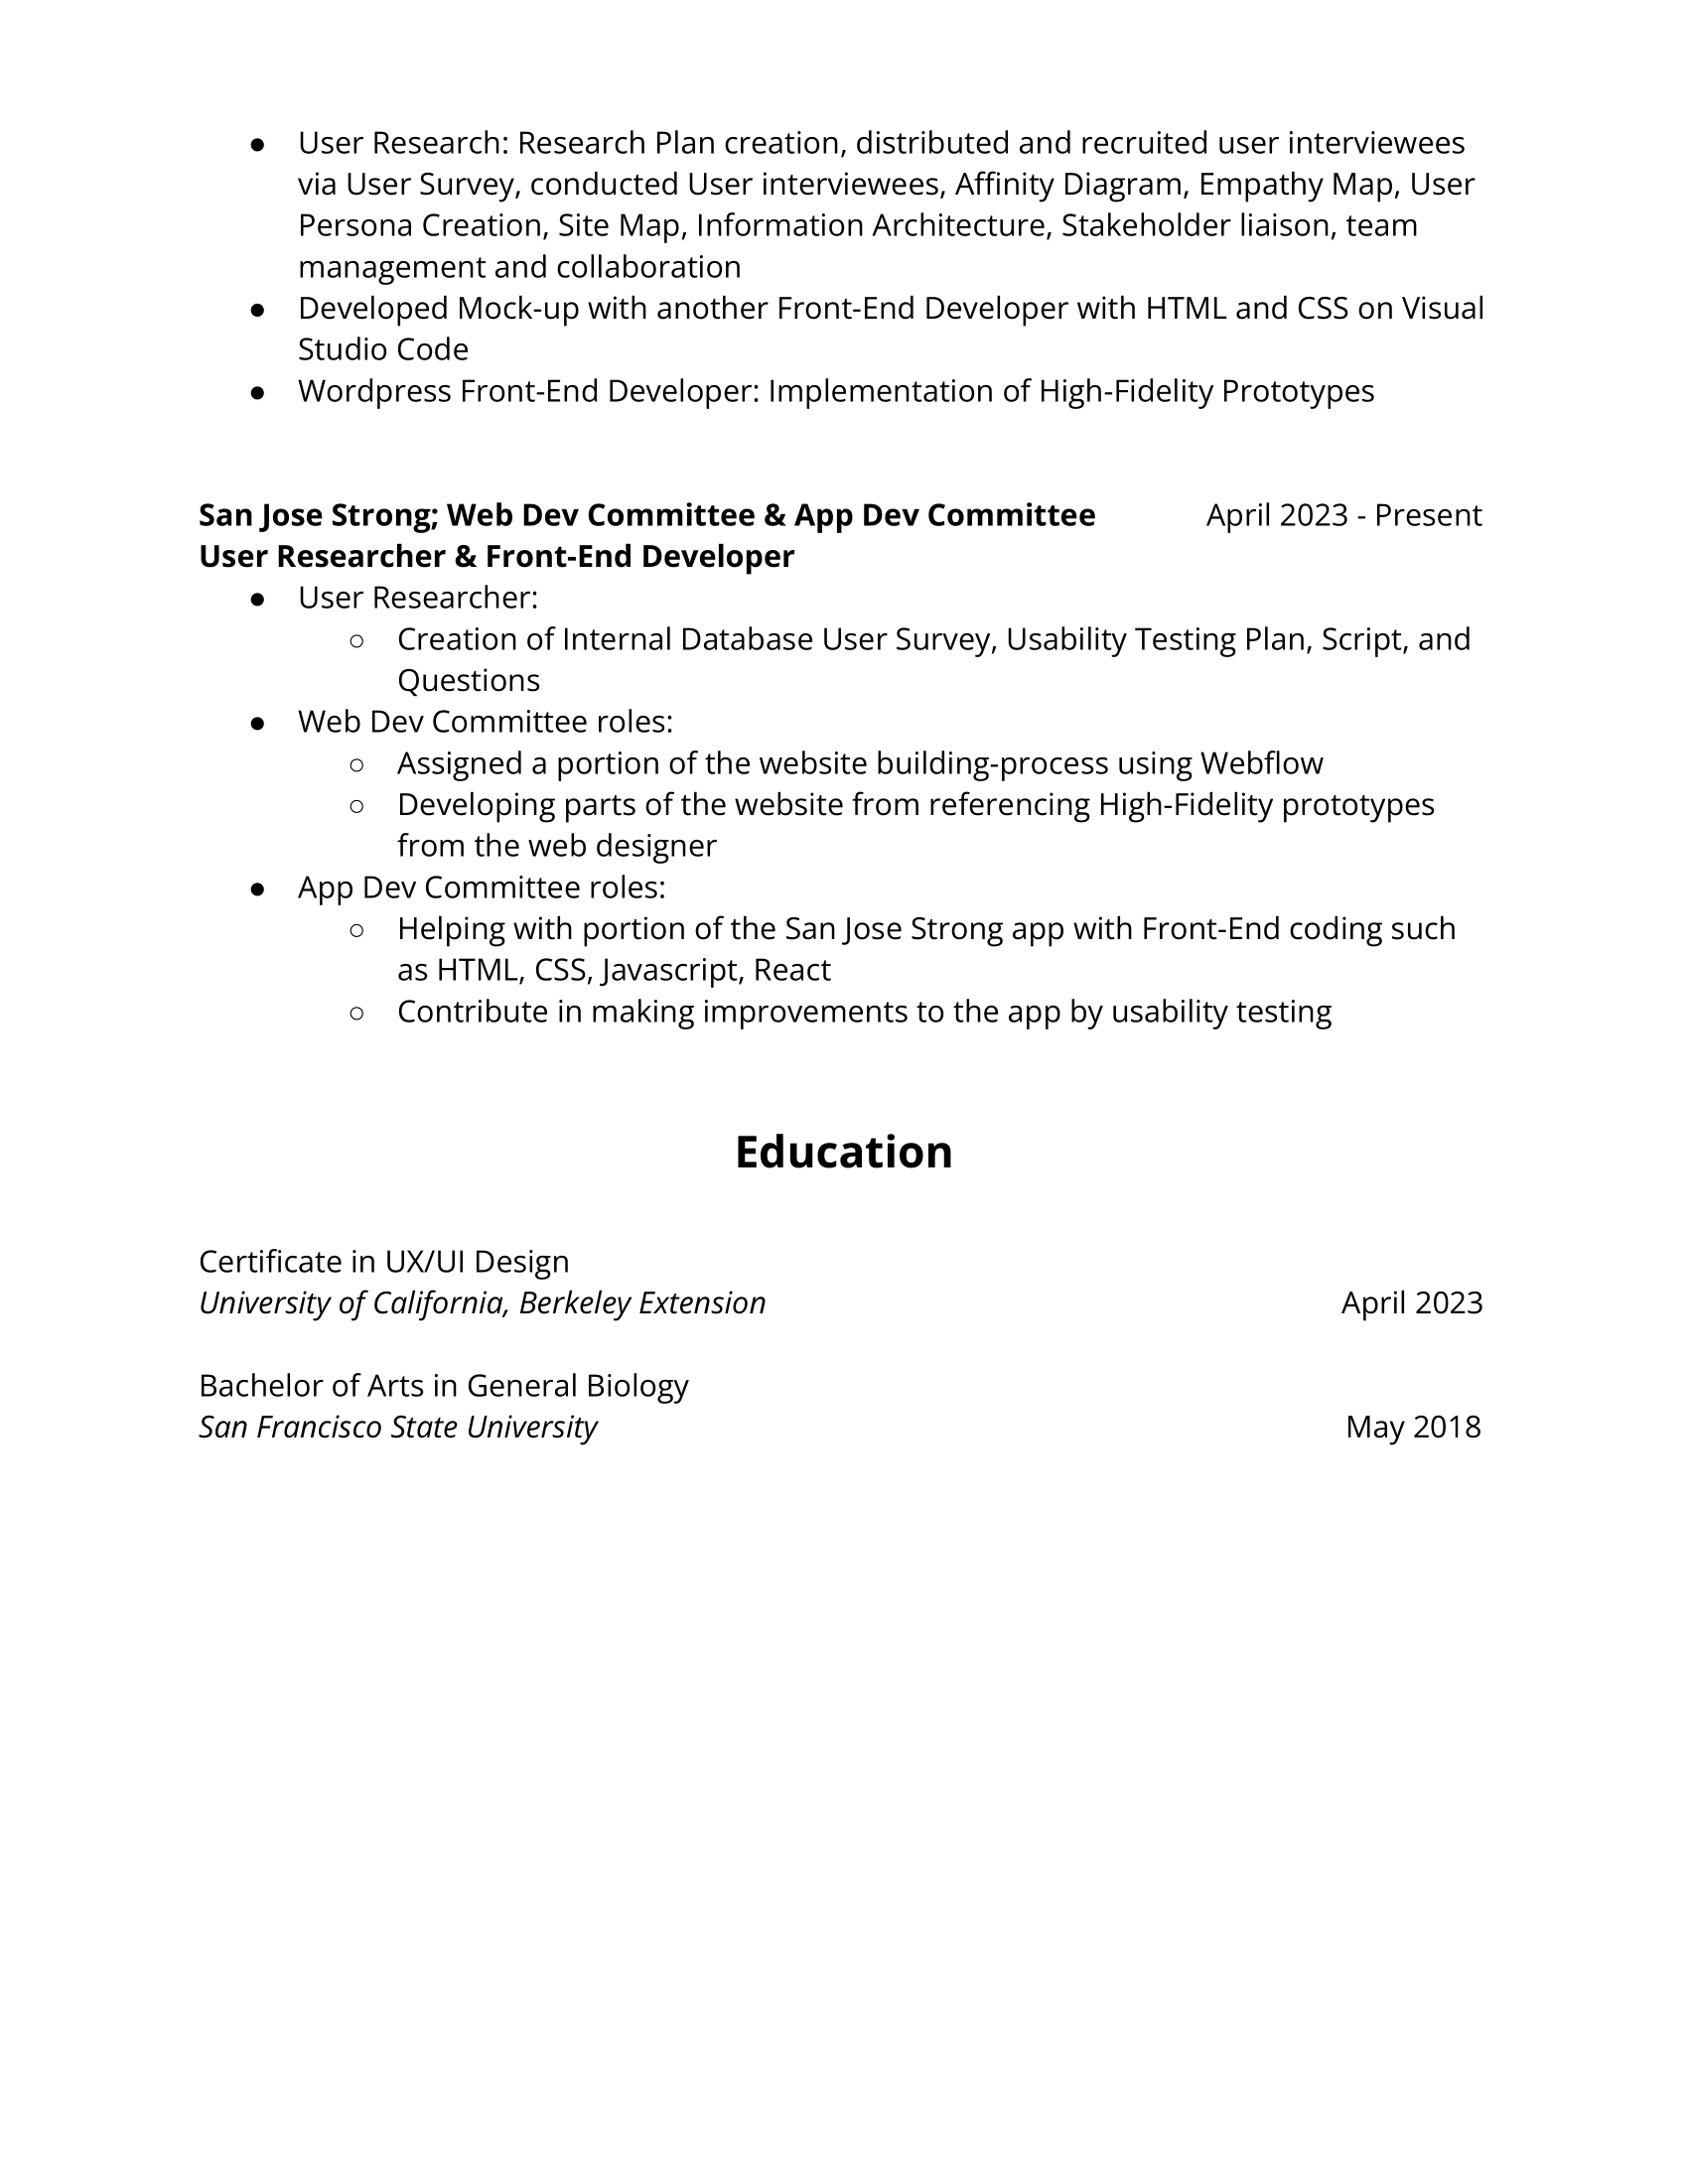 ● User Research: Research Plan creation, distributed and recruited user interviewees
via User Survey, conducted User interviewees, Affinity Diagram, Empathy Map, User
Persona Creation, Site Map, Information Architecture, Stakeholder liaison, team
management and collaboration
● Developed Mock-up with another Front-End Developer with HTML and CSS on Visual
Studio Code
● Wordpress Front-End Developer: Implementation of High-Fidelity Prototypes
San Jose Strong; Web Dev Committee & App Dev Committee April 2023 - Present
User Researcher & Front-End Developer
● User Researcher:
○ Creation of Internal Database User Survey, Usability Testing Plan, Script, and
Questions
● Web Dev Committee roles:
○ Assigned a portion of the website building-process using Webflow
○ Developing parts of the website from referencing High-Fidelity prototypes
from the web designer
● App Dev Committee roles:
○ Helping with portion of the San Jose Strong app with Front-End coding such
as HTML, CSS, Javascript, React
○ Contribute in making improvements to the app by usability testing
Education
Certificate in UX/UI Design
University of California, Berkeley Extension April 2023
Bachelor of Arts in General Biology
San Francisco State University May 2018